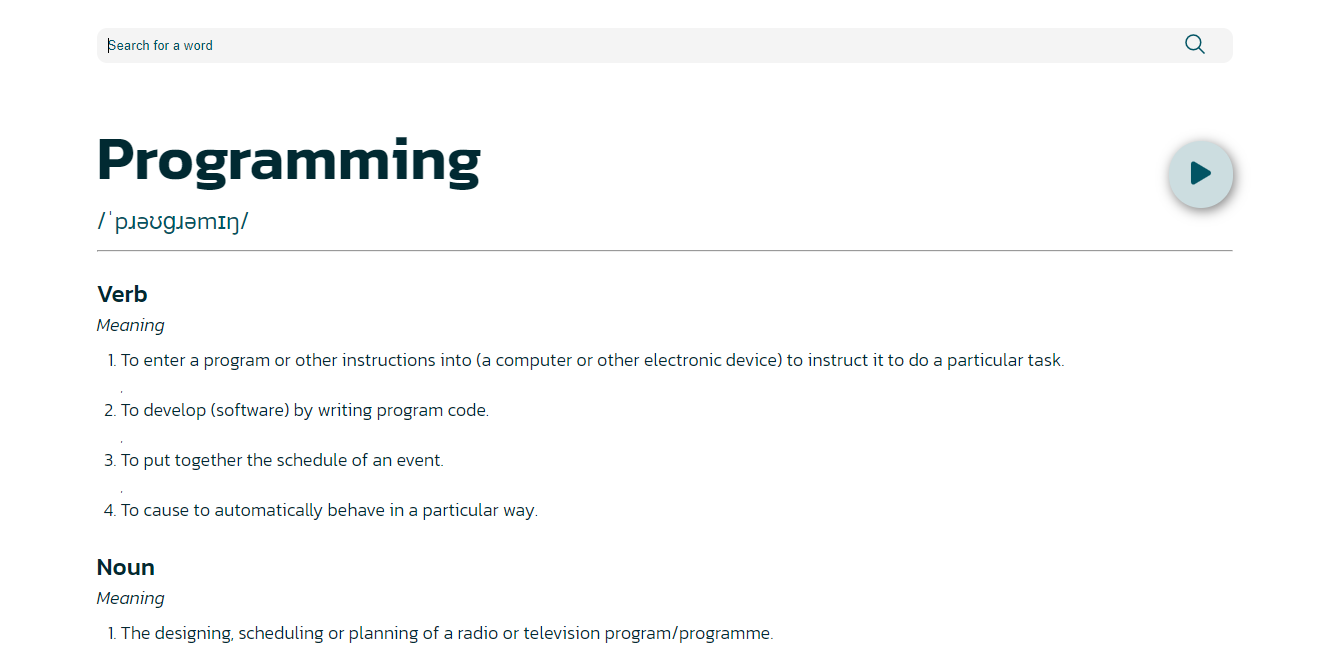 Search for a word
Programming
/ˈpɹəʊɡɹəmɪŋ/
Verb
Meaning
1. To enter a program or other instructions into (a computer or other electronic device) to instruct it to do a particular task.
.
2. To develop (software) by writing program code.
.
3. To put together the schedule of an event.
.
4. To cause to automatically behave in a particular way.
Noun
Meaning
1. The designing, scheduling or planning of a radio or television program/programme.